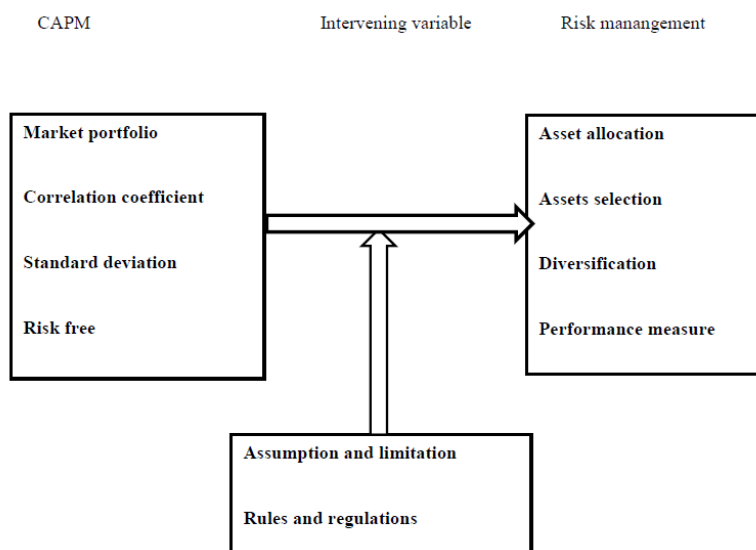 CAPM
Intervening variable
Risk manangement
Market portfolio
Correlation coefficient
Standard deviation
Risk free
Asset allocation
Assets selection
Diversification
Performance measure
Assumption and limitation
Rules and regulations